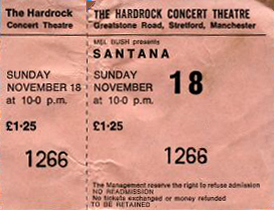 The Hardrock
Concert Theatre
SUNDAY
NOVEMBER 18
at 10-0 p.m.
£1·25
1266
THE HARDROCK CONCERT THEATRE
Greatstone Road, Stretford, Manchester
MEL BUSH presents
SANTANA
SUNDAY
NOVEMBER 18
at 10-0 p.m.
£1·25
1266
The Management reserve the right to refuse admission
NO READMISSION
No tickets exchanged or money refunded
TO BE RETAINED